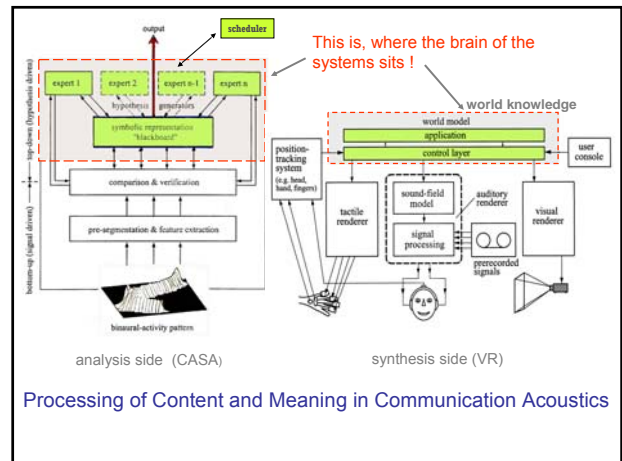 output
scheduler
This is, where the brain of the
systems sits !
expert 1
expert 2
expert n-1
expert n
hypothesis generators
symbolic representation
"blackboard"
top-down (hypothesis driven)
comparison & verification
pre-segmentation & feature extraction
bottom-up (signal driven)
binaural-activity pattern
analysis side (CASA)
world knowledge
world model
application
control layer
position-
tracking
system
(e.g. head,
hand, fingers)
user
console
tactile
renderer
sound-field
model
signal
processing
auditory
renderer
prerecorded
signals
visual
renderer
synthesis side (VR)
Processing of Content and Meaning in Communication Acoustics